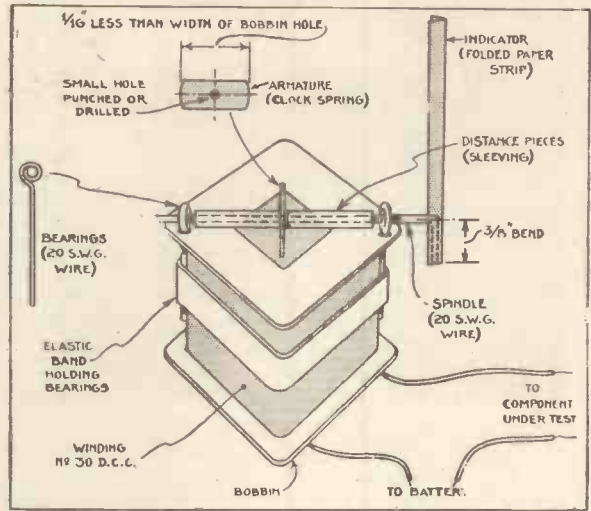 1/16" LESS THAN WIDTH OF BOBBIN HOLE
SMALL HOLE
PUNCHED OR
DRILLED
ARMATURE
(CLOCK SPRING)
INDICATOR
(FOLDED PAPER
STRIP)
DISTANCE PIECES
(SLEEVING)
BEARINGS
(20 S.W.G.
WIRE)
3/8" BEND
SPINDLE
(20 S.W.G.
WIRE)
ELASTIC
BAND
HOLDING
BEARINGS
TO
COMPONENT
UNDER TEST
WINDING
Nº 30 D.C.C.
BOBBIN
TO BATTERY